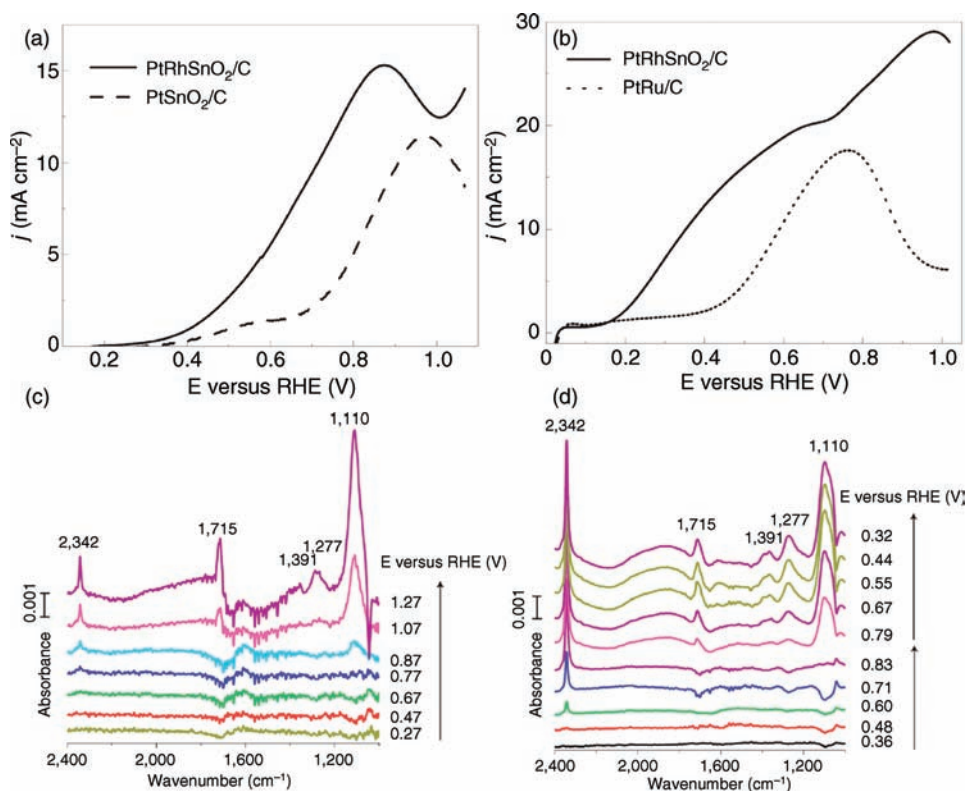 (a)
PtRhSnO₂/C
PtSnO₂/C
15
10
5
0
j (mA cm⁻²)
0.2 0.4 0.6 0.8 1.0
E versus RHE (V)
(b)
PtRhSnO₂/C
PtRu/C
30
20
10
0
j (mA cm⁻²)
0 0.2 0.4 0.6 0.8 1.0
E versus RHE (V)
(c)
1,110
1,715
2,342
1,391
1,277
E versus RHE (V)
1.27
1.07
0.87
0.77
0.67
0.47
0.27
0.001
Absorbance
2,400 2,000 1,600 1,200
Wavenumber (cm⁻¹)
(d)
2,342
1,110
1,715
1,277
1,391
E versus RHE (V)
0.32
0.44
0.55
0.67
0.79
0.83
0.71
0.60
0.48
0.36
0.001
Absorbance
2,400 2,000 1,600 1,200
Wavenumber (cm⁻¹)